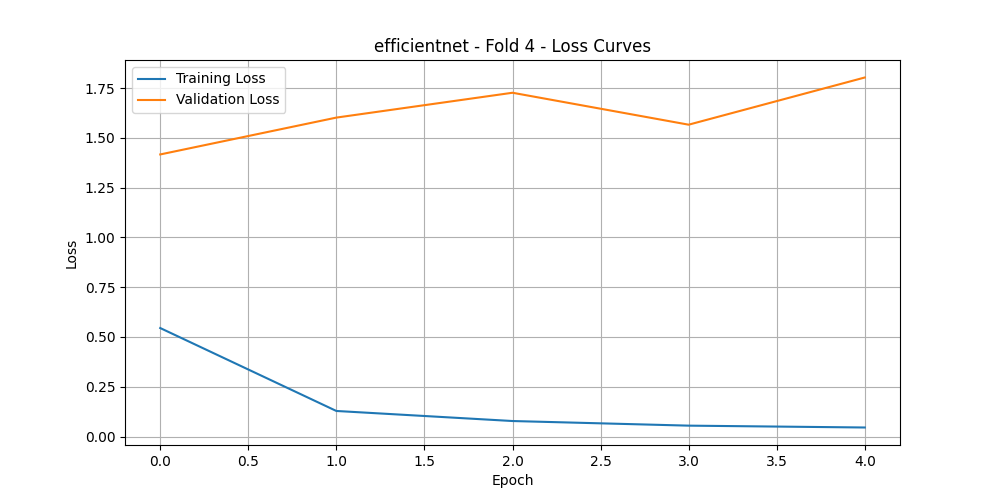 efficientnet - Fold 4 - Loss Curves
Training Loss
Validation Loss
1.75
1.50
1.25
1.00
0.75
0.50
0.25
0.00
Loss
0.0 0.5 1.0 1.5 2.0 2.5 3.0 3.5 4.0
Epoch